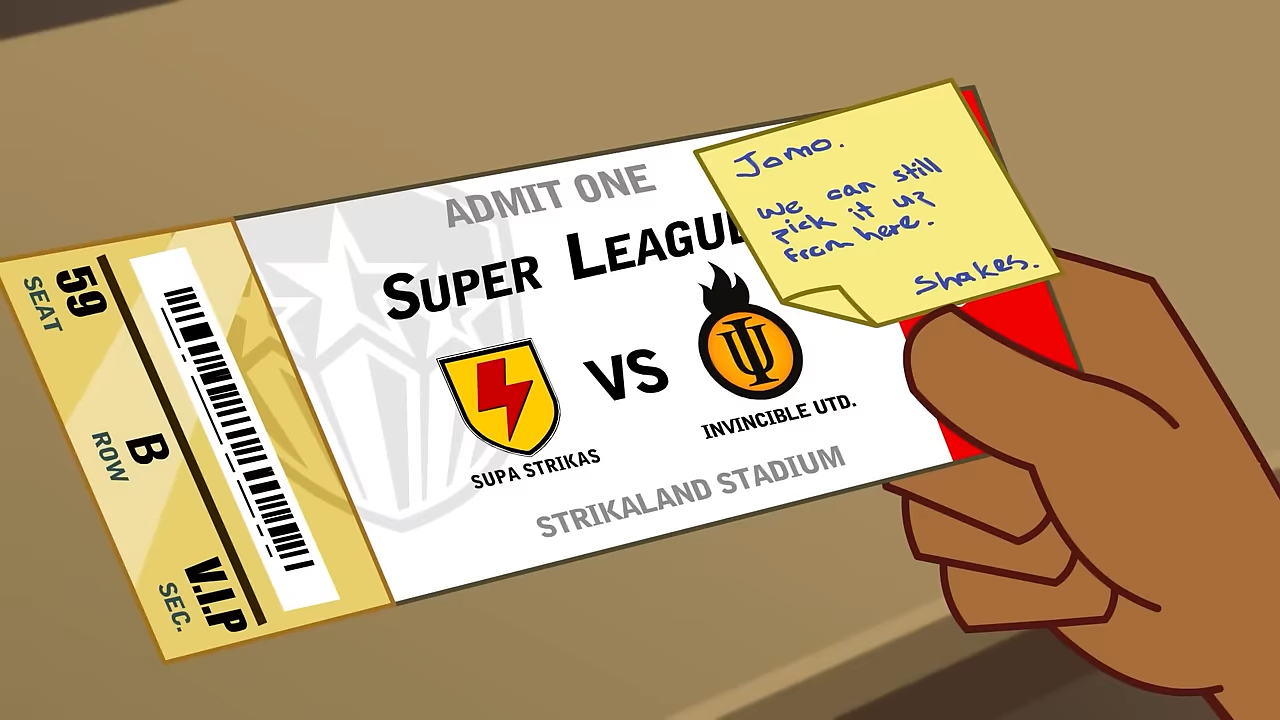 59
SEAT
B
ROW
V.I.P
SEC.
ADMIT ONE
SUPER LEAGUE
SUPA STRIKAS
VS
INVINCIBLE UTD.
STRIKALAND STADIUM
Jomo.
we can still
pick it up
from here.
Shakes.